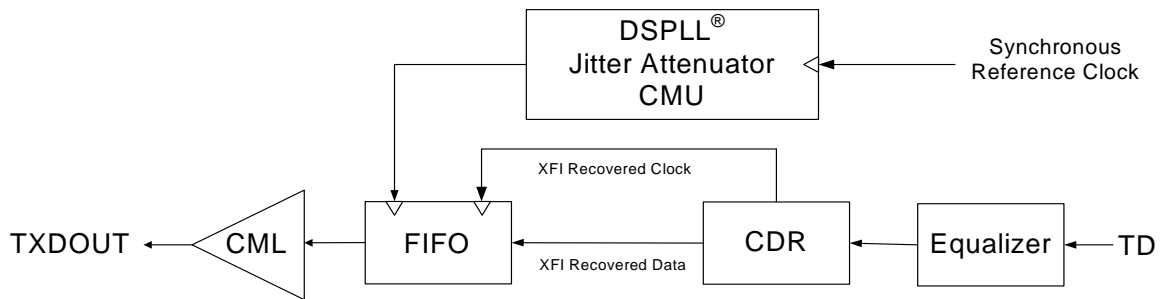 DSPLL®
Jitter Attenuator
CMU
Synchronous
Reference Clock
XFI Recovered Clock
TXDOUT
CML
FIFO
XFI Recovered Data
CDR
Equalizer
TD